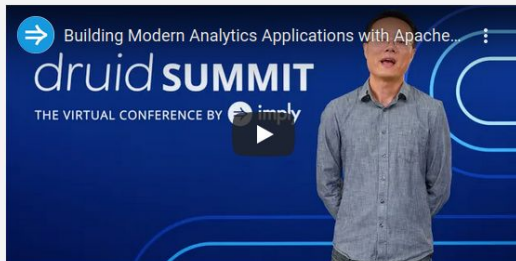 Building Modern Analytics Applications with Apache...
druid SUMMIT
THE VIRTUAL CONFERENCE BY imply